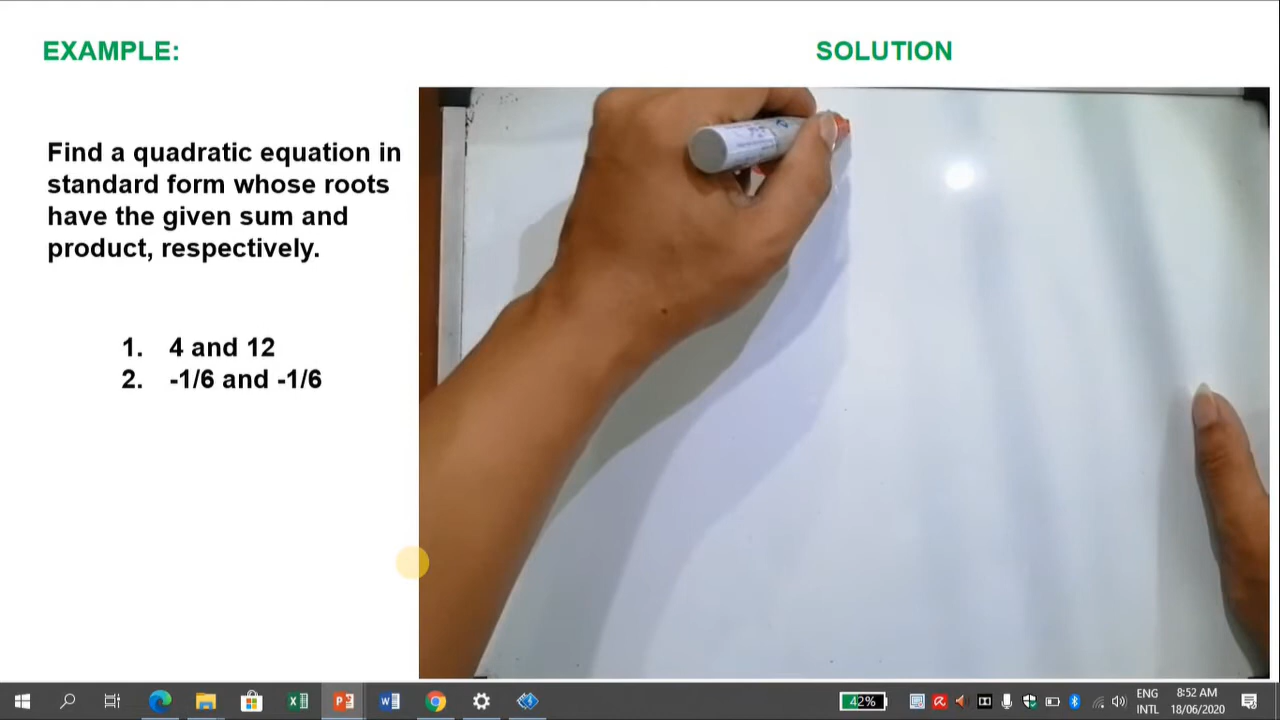 EXAMPLE:
SOLUTION
Find a quadratic equation in
standard form whose roots
have the given sum and
product, respectively.
1. 4 and 12
2. -1/6 and -1/6
42%
ENG
INTL
8:52 AM
18/06/2020